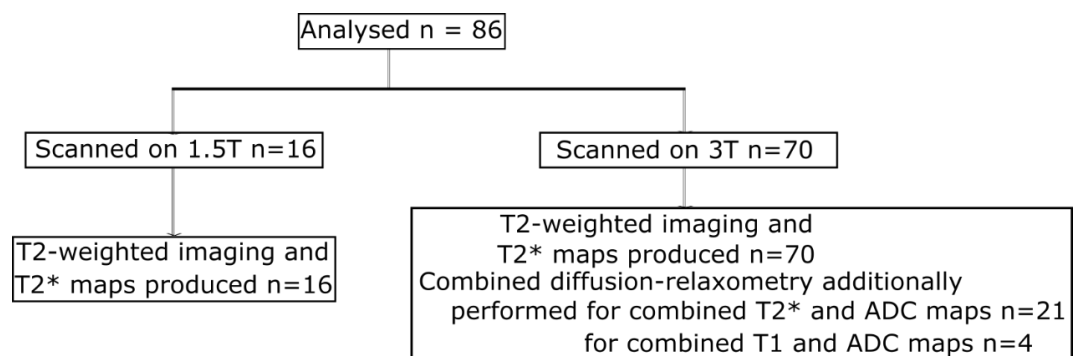 Analysed n = 86
Scanned on 1.5T n=16
Scanned on 3T n=70
T2-weighted imaging and
T2* maps produced n=16
T2-weighted imaging and
T2* maps produced n=70
Combined diffusion-relaxometry additionally
performed for combined T2* and ADC maps n=21
for combined T1 and ADC maps n=4